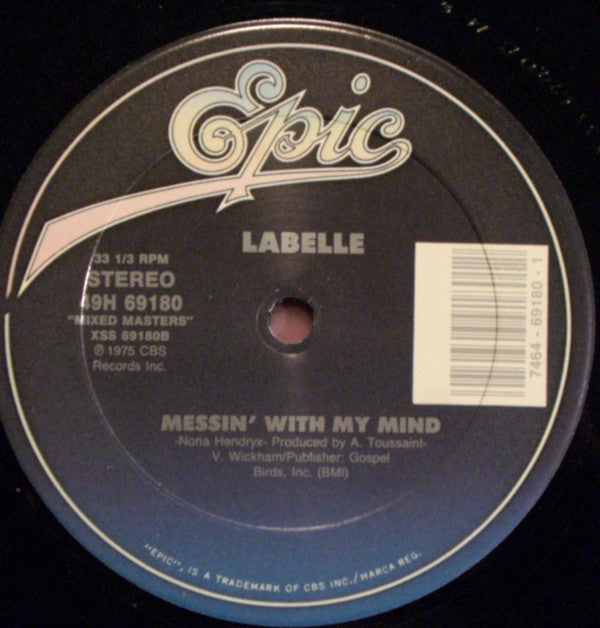 Epic
LABELLE
33 1/3 RPM
STEREO
49H 69180
"MIXED MASTERS"
XSS 69180B
℗ 1975 CBS
Records Inc.
7464 - 69180 - 1
MESSIN' WITH MY MIND
-Nona Hendryx- Produced by A. Toussaint-
V. Wickham/Publisher: Gospel
Birds, Inc. (BMI)
"EPIC", IS A TRADEMARK OF CBS INC./MARCA REG.